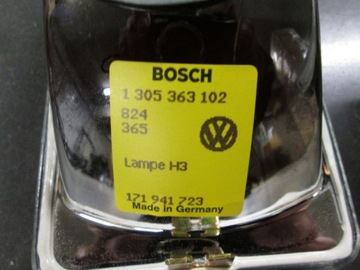 BOSCH
1 305 363 102
824
365
Lampe H3
171 941 723
Made in Germany